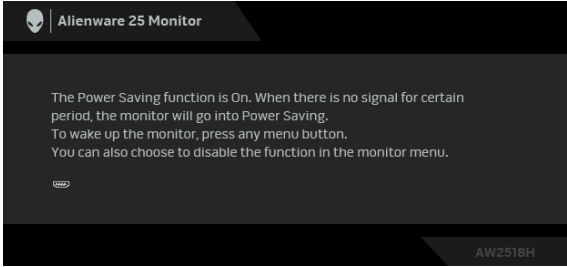 Alienware 25 Monitor
The Power Saving function is On. When there is no signal for certain
period, the monitor will go into Power Saving.
To wake up the monitor, press any menu button.
You can also choose to disable the function in the monitor menu.
AW2518H